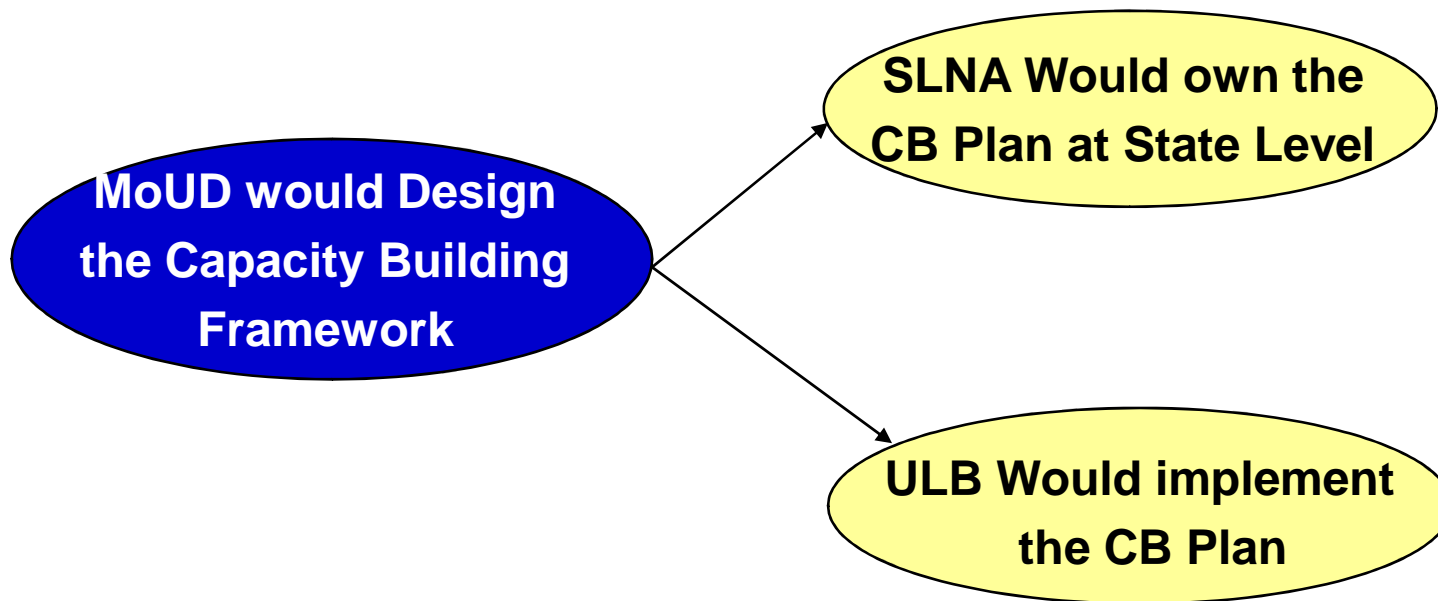 MoUD would Design
the Capacity Building
Framework
SLNA Would own the
CB Plan at State Level
ULB Would implement
the CB Plan